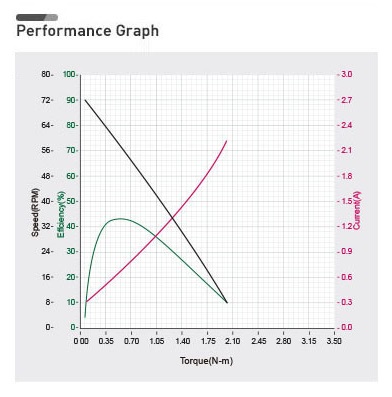 Performance Graph
80- 100- -3.0
72- 90- -2.7
64- 80- -2.4
56- 70- -2.1
48- 60- -1.8
40- 50- -1.5
32- 40- -1.2
24- 30- -0.9
16- 20- -0.6
8- 10- -0.3
0- 0- -0.0
Speed(RPM)
Efficiency(%)
Current(A)
0.00 0.35 0.70 1.05 1.40 1.75 2.10 2.45 2.80 3.15 3.50
Torque(N-m)